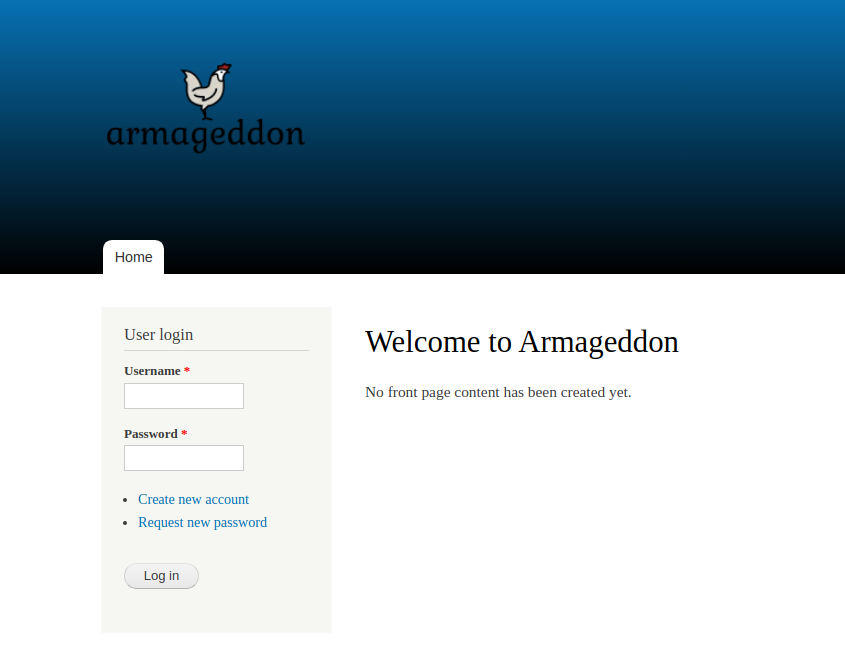 armageddon
Home
User login
Username *
Password *
Create new account
Request new password
Log in
Welcome to Armageddon
No front page content has been created yet.